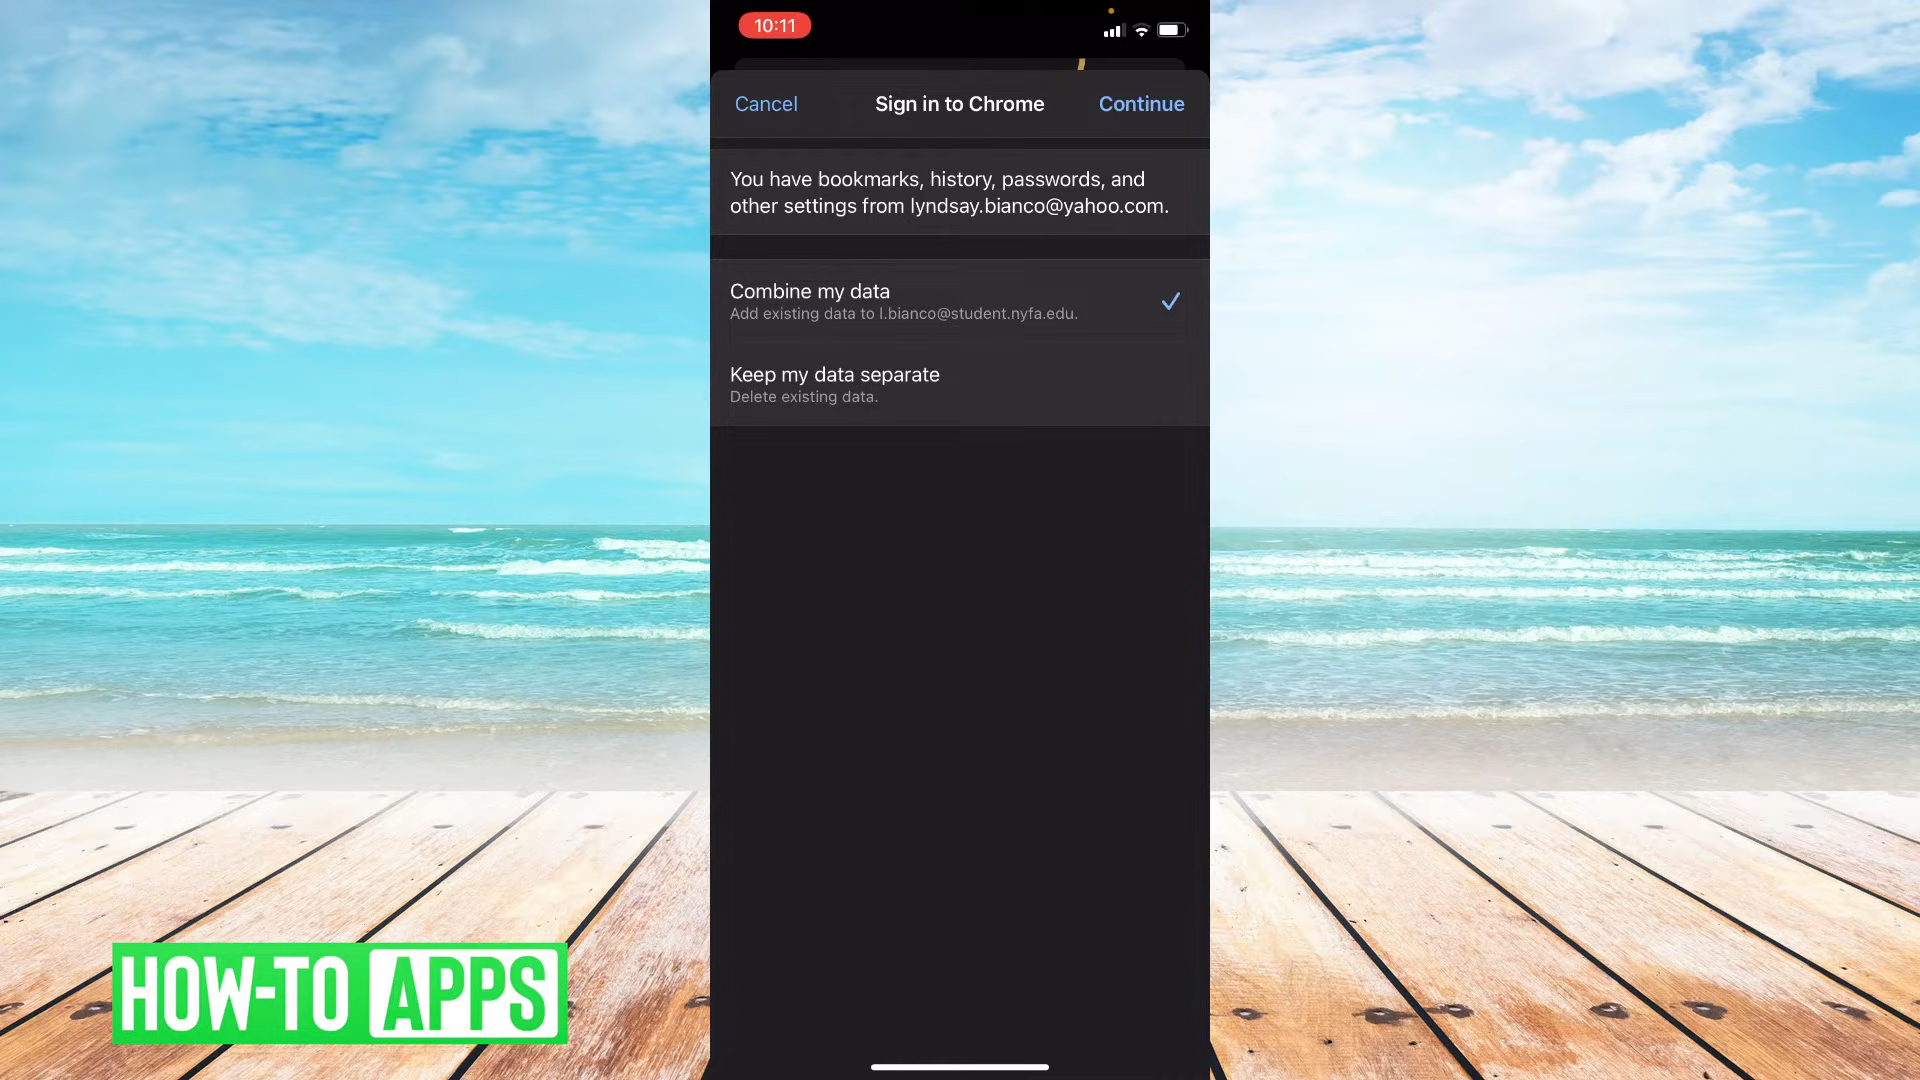 10:11
Cancel Sign in to Chrome Continue
You have bookmarks, history, passwords, and
other settings from lyndsay.bianco@yahoo.com.
Combine my data
Add existing data to l.bianco@student.nyfa.edu.
Keep my data separate
Delete existing data.
HOW-TO APPS